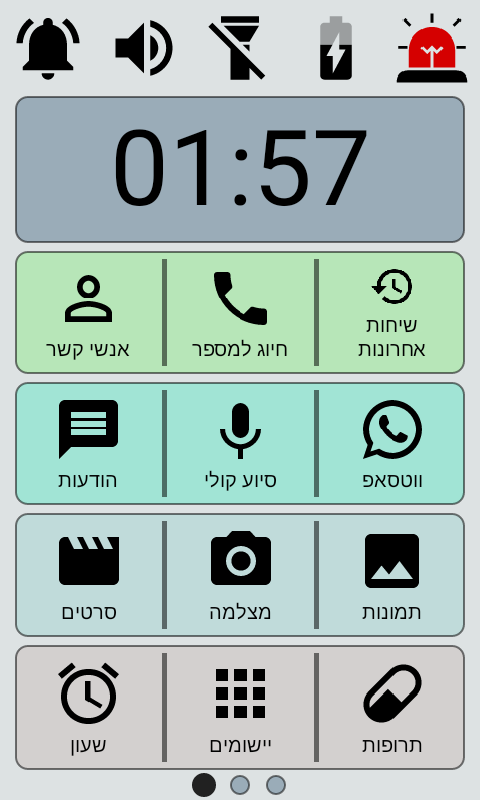 01:57
שיחות
אחרונות
חיוג למספר
אנשי קשר
ווטסאפ
סיוע קולי
הודעות
תמונות
מצלמה
סרטים
תרופות
יישומים
שעון